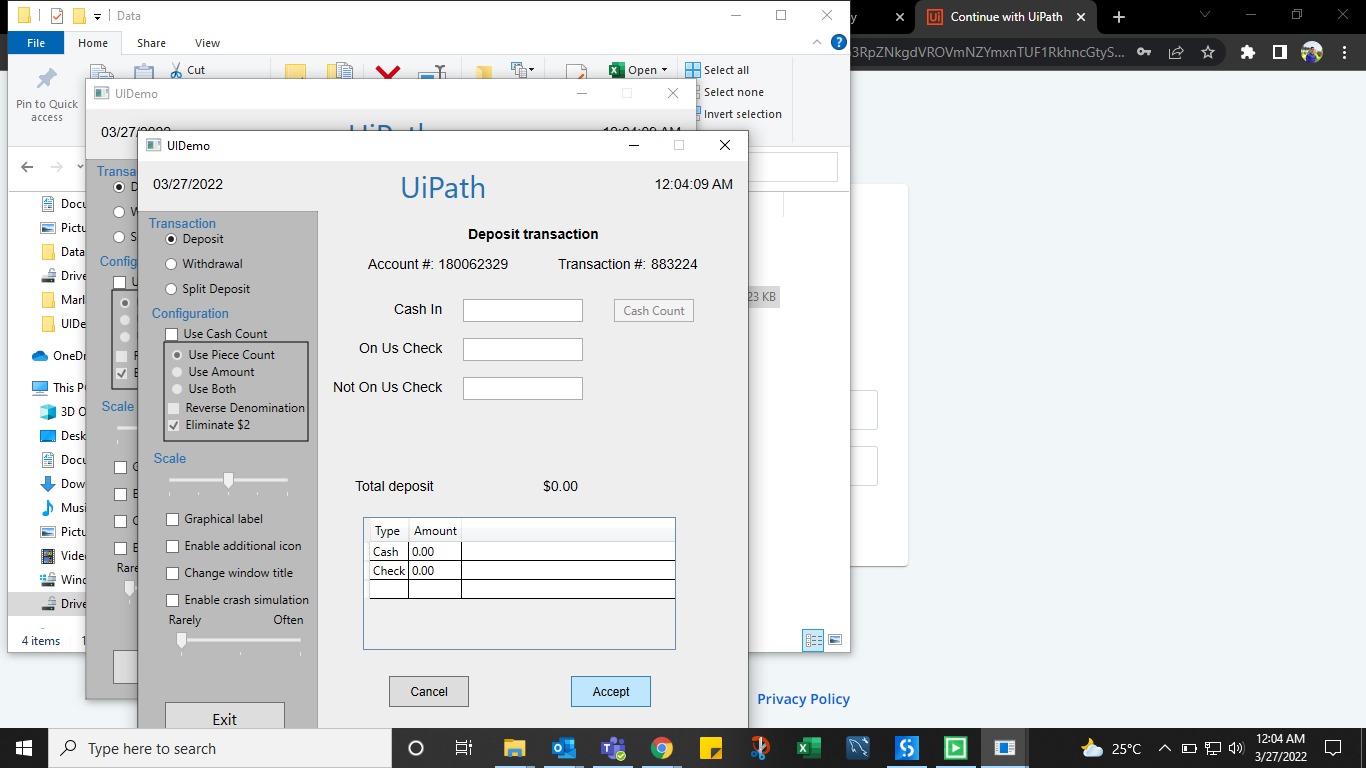 Data
y
Continue with UiPath
File
Home
Share
View
3RpZNkgdVROVmNZYmxnTUF1RkhncGtyS...
Pin to Quick
access
Cut
Open
Select all
Select none
Invert selection
UIDemo
03/27/2022
UiPath
12:04:09 AM
UIDemo
03/27/2022
UiPath
12:04:09 AM
Transa
D
W
S
Config
U
Scale
Rare
Docu
Pictu
Data
Drive
Marl
UIDe
OneDr
This P
3D O
Desk
Docu
Dow
Musi
Pictu
Vide
Wind
Drive
4 items
23 KB
Transaction
Deposit
Withdrawal
Split Deposit
Configuration
Use Cash Count
Use Piece Count
Use Amount
Use Both
Reverse Denomination
Eliminate $2
Scale
Graphical label
Enable additional icon
Change window title
Enable crash simulation
Rarely Often
Exit
Deposit transaction
Account #: 180062329 Transaction #: 883224
Cash In
Cash Count
On Us Check
Not On Us Check
Total deposit $0.00
Type Amount
Cash 0.00
Check 0.00
Cancel
Accept
Privacy Policy
Type here to search
25°C
12:04 AM
3/27/2022